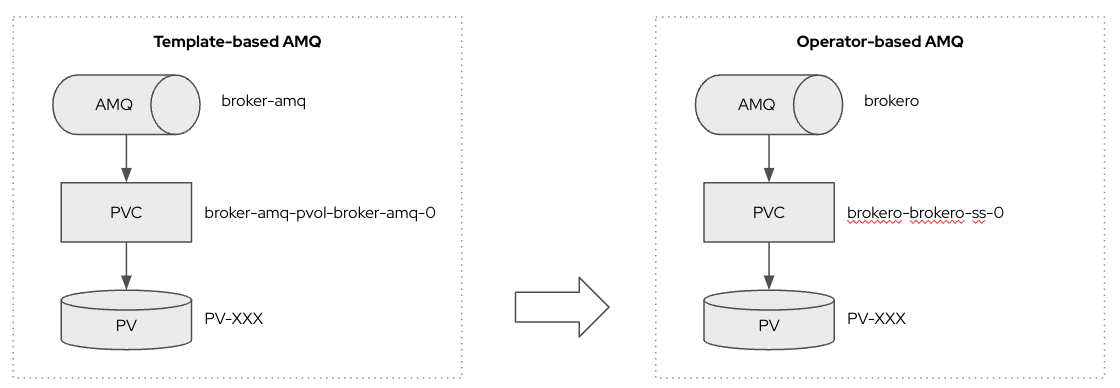 Template-based AMQ
AMQ
broker-amq
PVC
broker-amq-pvol-broker-amq-0
PV
PV-XXX
Operator-based AMQ
AMQ
brokero
PVC
brokero-brokero-ss-0
PV
PV-XXX